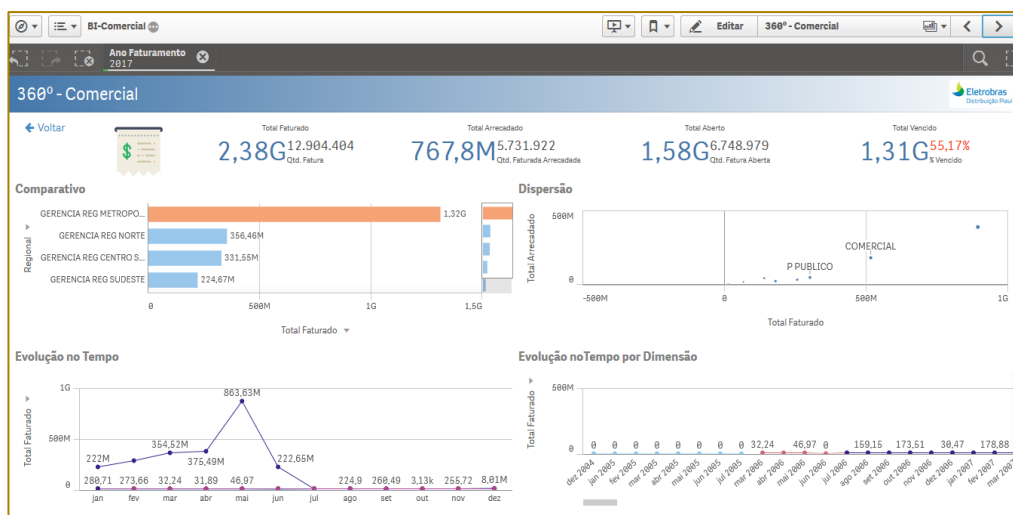 BI-Comercial
Editar
360º - Comercial
Ano Faturamento
2017
360º - Comercial
Eletrobras
Distribuição Piauí
Voltar
$
Total Faturado
2,38G 12.904.404
Qtd. Fatura
Total Arrecadado
767,8M 5.731.922
Qtd. Faturada Arrecadada
Total Aberto
1,58G 6.748.979
Qtd. Fatura Aberta
Total Vencido
1,31G 55,17%
% Vencido
Comparativo
Regional
GERENCIA REG METROPO...
1,32G
GERENCIA REG NORTE
356,46M
GERENCIA REG CENTRO S...
331,55M
GERENCIA REG SUDESTE
224,67M
0 500M 1G 1,5G
Total Faturado
Dispersão
Total Arrecadado
500M
COMERCIAL
P PUBLICO
0
-500M 0 500M 1G
Total Faturado
Evolução no Tempo
Total Faturado
1G
863,63M
500M
354,52M
222M
375,49M
222,65M
0
280,71 273,66 32,24 31,89 46,97 224,9 260,49 3,13k 255,72 8,01M
jan fev mar abr mai jun jul ago set out nov dez
Evolução noTempo por Dimensão
Total Faturado
500M
0
0 0 0 0 0 0 0 32,24 46,97 0 159,15 173,51 30,47 178,88
dez 2004 jan 2005 fev 2005 mar 2005 abr 2005 mai 2005 jun 2005 jul 2005 mar 2006 abr 2006 mai 2006 jun 2006 jul 2006 ago 2006 set 2006 out 2006 nov 2006 dez 2006 jan 2007 fev 2007 mar 2007